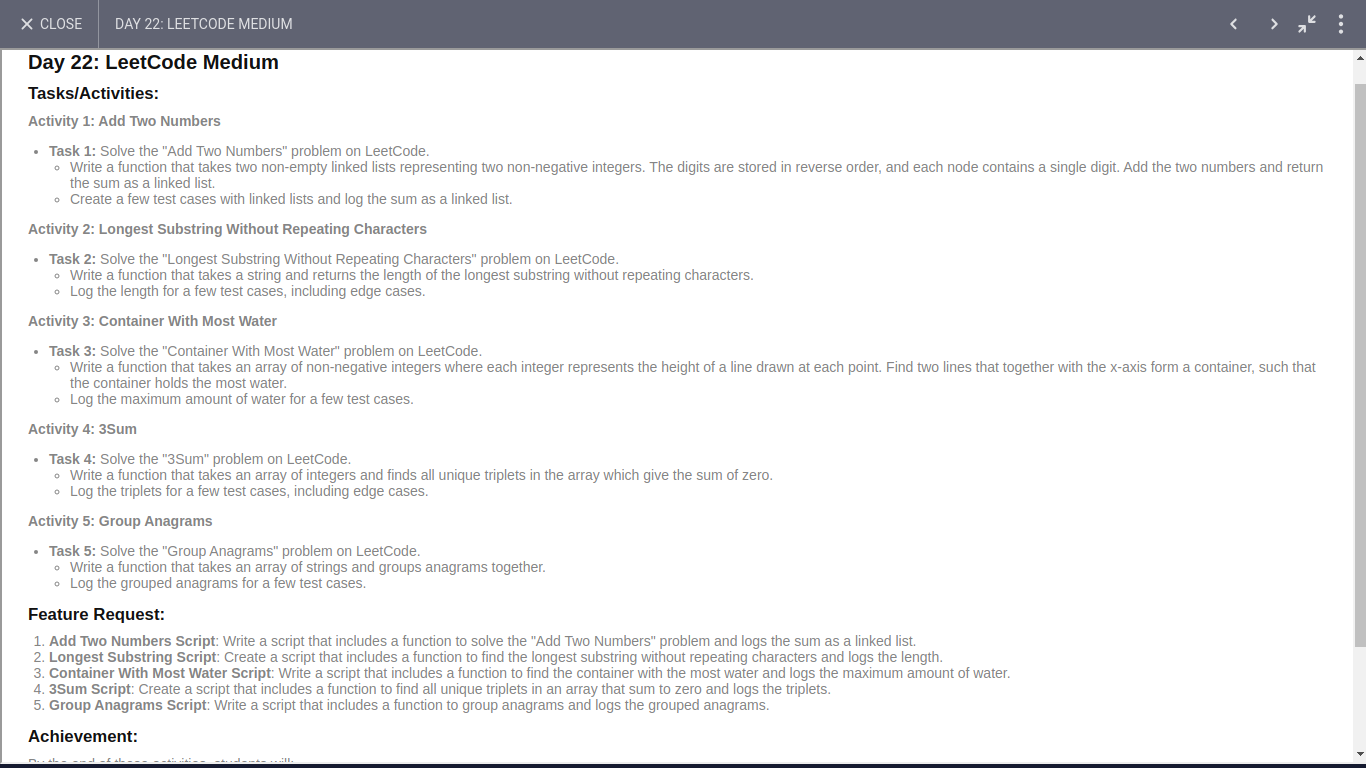 CLOSE DAY 22: LEETCODE MEDIUM
Day 22: LeetCode Medium
Tasks/Activities:
Activity 1: Add Two Numbers
Task 1: Solve the "Add Two Numbers" problem on LeetCode.
Write a function that takes two non-empty linked lists representing two non-negative integers. The digits are stored in reverse order, and each node contains a single digit. Add the two numbers and return
the sum as a linked list.
Create a few test cases with linked lists and log the sum as a linked list.
Activity 2: Longest Substring Without Repeating Characters
Task 2: Solve the "Longest Substring Without Repeating Characters" problem on LeetCode.
Write a function that takes a string and returns the length of the longest substring without repeating characters.
Log the length for a few test cases, including edge cases.
Activity 3: Container With Most Water
Task 3: Solve the "Container With Most Water" problem on LeetCode.
Write a function that takes an array of non-negative integers where each integer represents the height of a line drawn at each point. Find two lines that together with the x-axis form a container, such that
the container holds the most water.
Log the maximum amount of water for a few test cases.
Activity 4: 3Sum
Task 4: Solve the "3Sum" problem on LeetCode.
Write a function that takes an array of integers and finds all unique triplets in the array which give the sum of zero.
Log the triplets for a few test cases, including edge cases.
Activity 5: Group Anagrams
Task 5: Solve the "Group Anagrams" problem on LeetCode.
Write a function that takes an array of strings and groups anagrams together.
Log the grouped anagrams for a few test cases.
Feature Request:
1. Add Two Numbers Script: Write a script that includes a function to solve the "Add Two Numbers" problem and logs the sum as a linked list.
2. Longest Substring Script: Create a script that includes a function to find the longest substring without repeating characters and logs the length.
3. Container With Most Water Script: Write a script that includes a function to find the container with the most water and logs the maximum amount of water.
4. 3Sum Script: Create a script that includes a function to find all unique triplets in an array that sum to zero and logs the triplets.
5. Group Anagrams Script: Write a script that includes a function to group anagrams and logs the grouped anagrams.
Achievement:
By the end of these activities, students will: